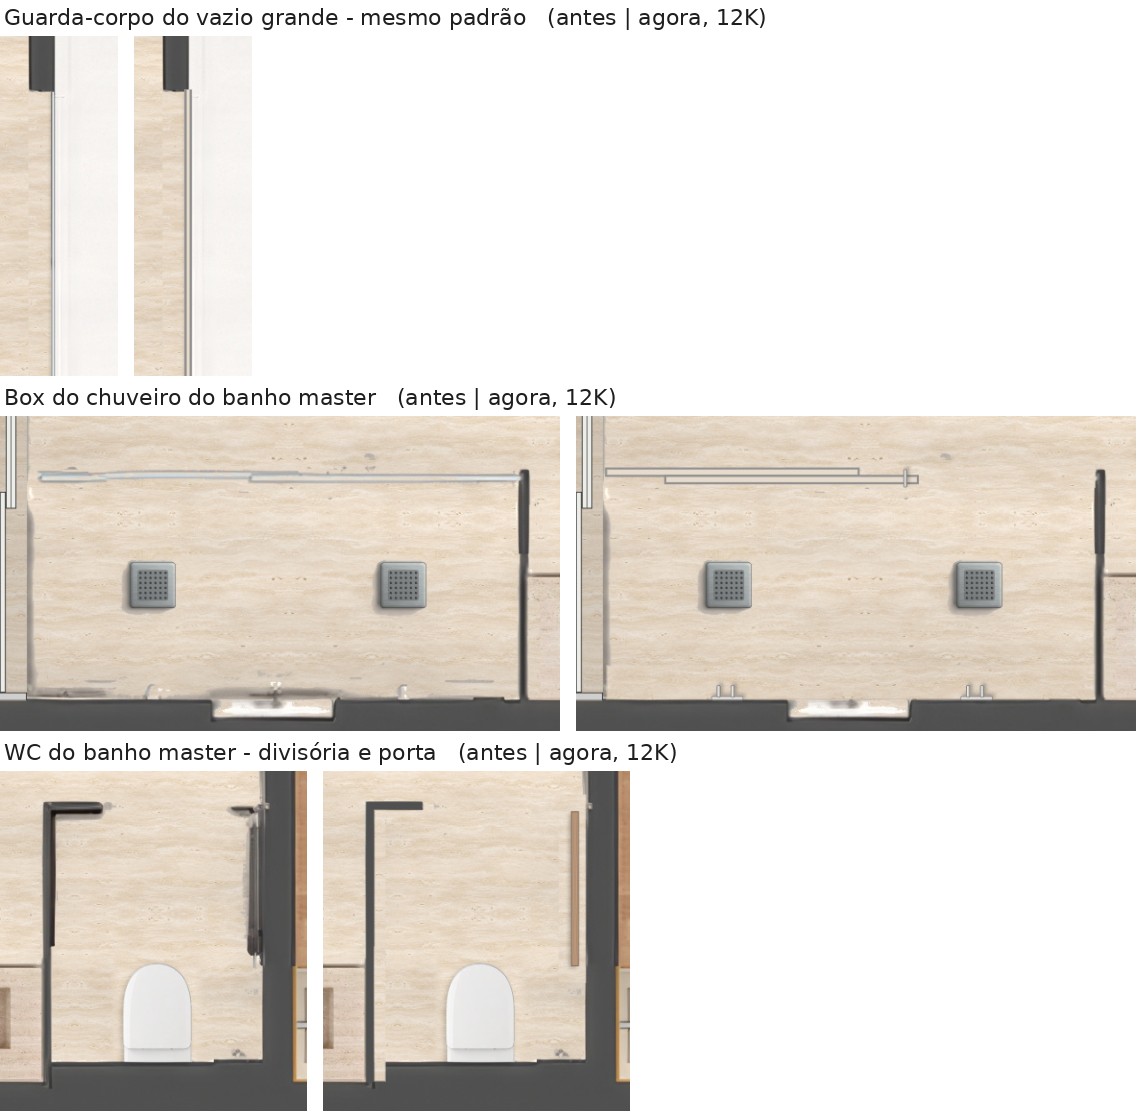 Guarda-corpo do vazio grande - mesmo padrão   (antes | agora, 12K)
Box do chuveiro do banho master   (antes | agora, 12K)
WC do banho master - divisória e porta   (antes | agora, 12K)